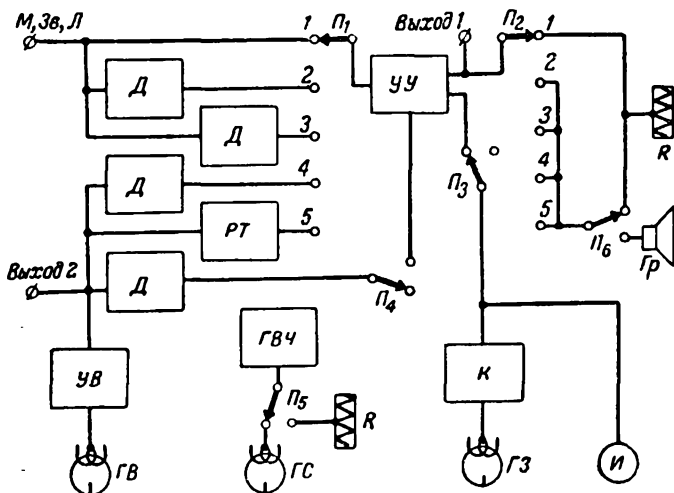 М, Зв, Л
1
П1
Выход 1
П2
1
Д
2
УУ
2
Д
3
3
R
Д
4
П3
4
РТ
5
5
П6
Гр
Выход 2
Д
П4
ГВЧ
УВ
П5
R
К
ГВ
ГС
ГЗ
И